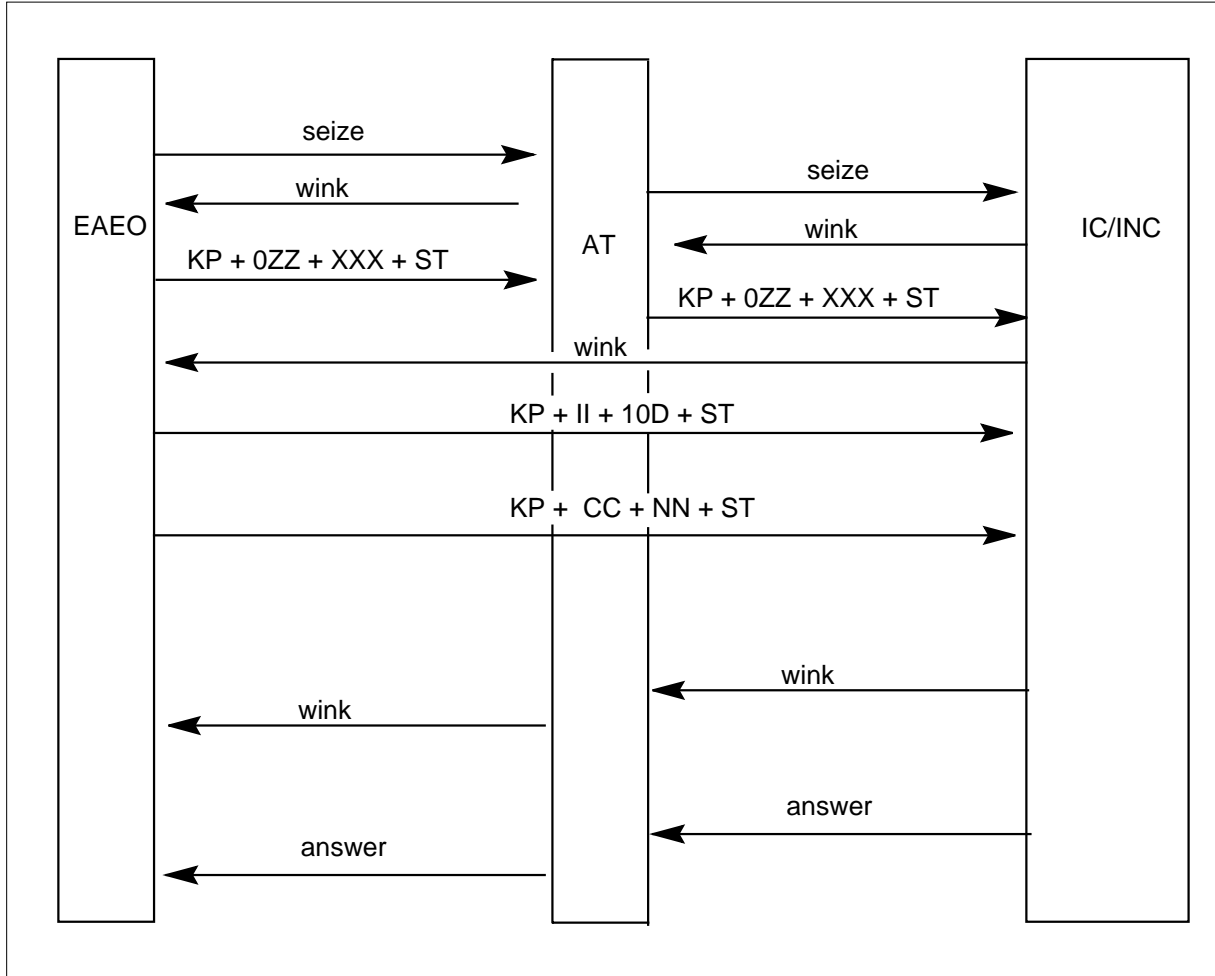 seize
seize
wink
EAEO
wink
IC/INC
AT
KP + 0ZZ + XXX + ST
KP + 0ZZ + XXX + ST
wink
KP + II + 10D + ST
KP + CC + NN + ST
wink
wink
answer
answer